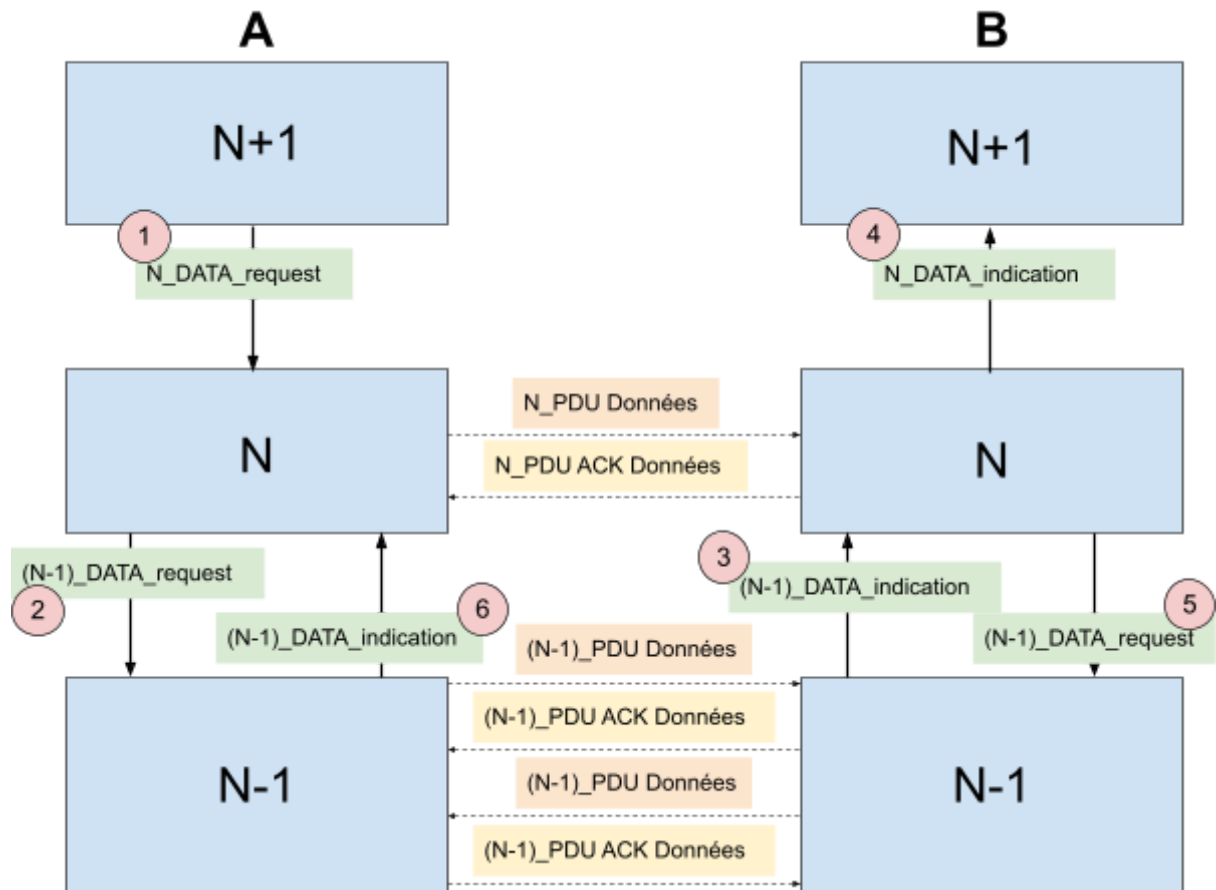 A B
N+1 N+1
1 4
N_DATA_request N_DATA_indication
N_PDU Données
N N
N_PDU ACK Données
3
(N-1)_DATA_request (N-1)_DATA_indication
2 6 5
(N-1)_DATA_indication (N-1)_DATA_request
(N-1)_PDU Données
(N-1)_PDU ACK Données
N-1 N-1
(N-1)_PDU Données
(N-1)_PDU ACK Données